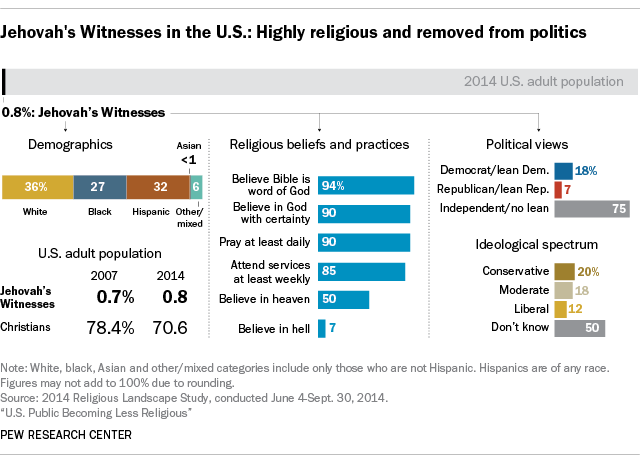 Jehovah's Witnesses in the U.S.: Highly religious and removed from politics
2014 U.S. adult population
0.8%: Jehovah's Witnesses
Demographics
Asian
<1
36%
27
32
6
White
Black
Hispanic
Other/
mixed
U.S. adult population
2007
2014
Jehovah's
Witnesses
0.7%
0.8
Christians
78.4%
70.6
Religious beliefs and practices
Believe Bible is
word of God
94%
Believe in God
with certainty
90
Pray at least daily
90
Attend services
at least weekly
85
Believe in heaven
50
Believe in hell
7
Political views
Democrat/lean Dem.
18%
Republican/lean Rep.
7
Independent/no lean
75
Ideological spectrum
Conservative
20%
Moderate
18
Liberal
12
Don't know
50
Note: White, black, Asian and other/mixed categories include only those who are not Hispanic. Hispanics are of any race.
Figures may not add to 100% due to rounding.
Source: 2014 Religious Landscape Study, conducted June 4-Sept. 30, 2014.
“U.S. Public Becoming Less Religious”
PEW RESEARCH CENTER